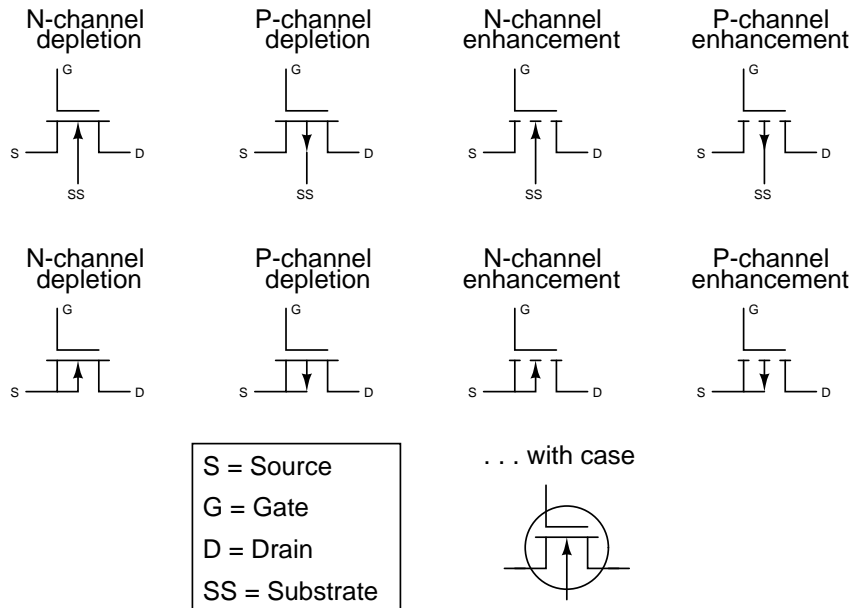 N-channel depletion
P-channel depletion
N-channel enhancement
P-channel enhancement
G
G
G
G
S
D
S
D
S
D
S
D
SS
SS
SS
SS
N-channel depletion
P-channel depletion
N-channel enhancement
P-channel enhancement
G
G
G
G
S
D
S
D
S
D
S
D
S = Source
G = Gate
D = Drain
SS = Substrate
. . . with case